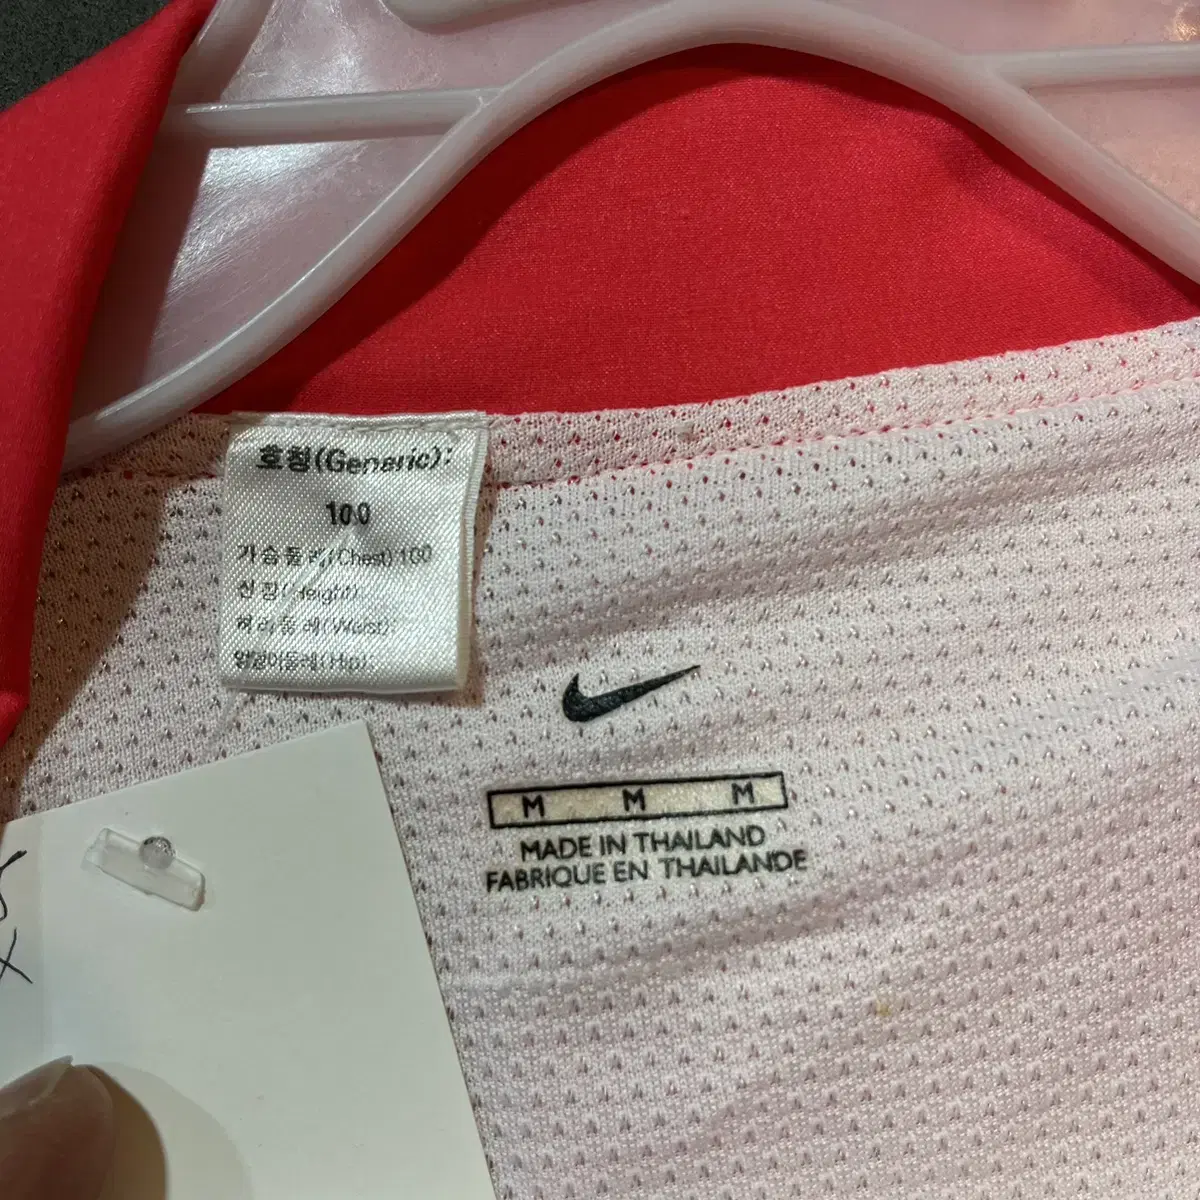 호칭(Generic):
100
가슴둘레(Chest):100
신장(Height):
허리둘레(Waist):
엉덩이둘레(Hip):
M M M
MADE IN THAILAND
FABRIQUE EN THAILANDE